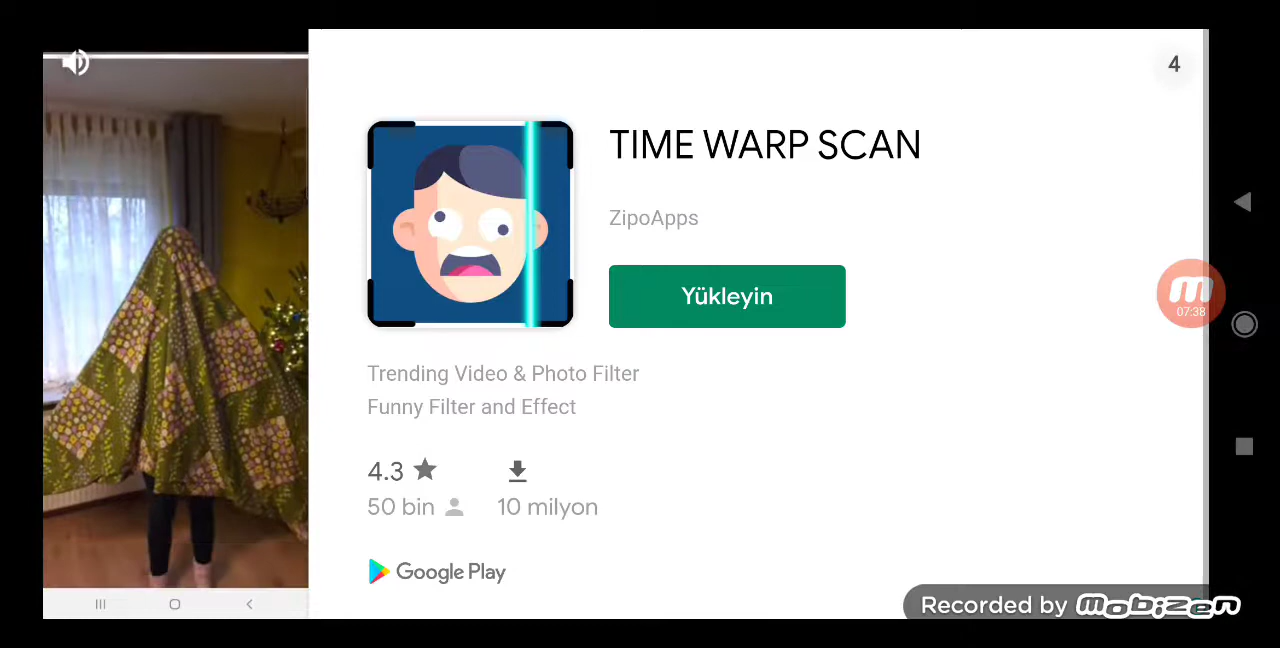 4
TIME WARP SCAN
ZipoApps
Yükleyin
07:38
Trending Video & Photo Filter
Funny Filter and Effect
4.3
50 bin
10 milyon
Google Play
Recorded by mobizen